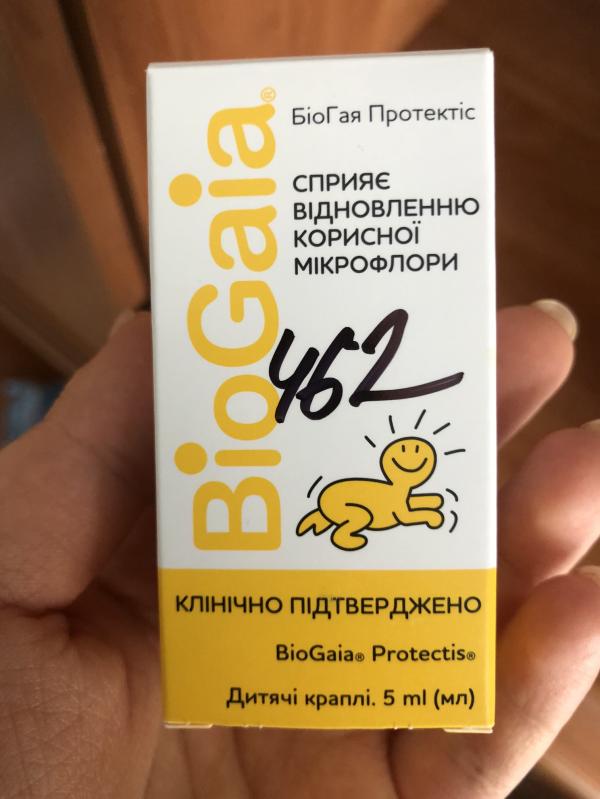 BioGaia®
БіоГая Протектіс
СПРИЯЄ
ВІДНОВЛЕННЮ
КОРИСНОЇ
МІКРОФЛОРИ
462
КЛІНІЧНО ПІДТВЕРДЖЕНО
BioGaia® Protectis®
Дитячі краплі. 5 ml (мл)